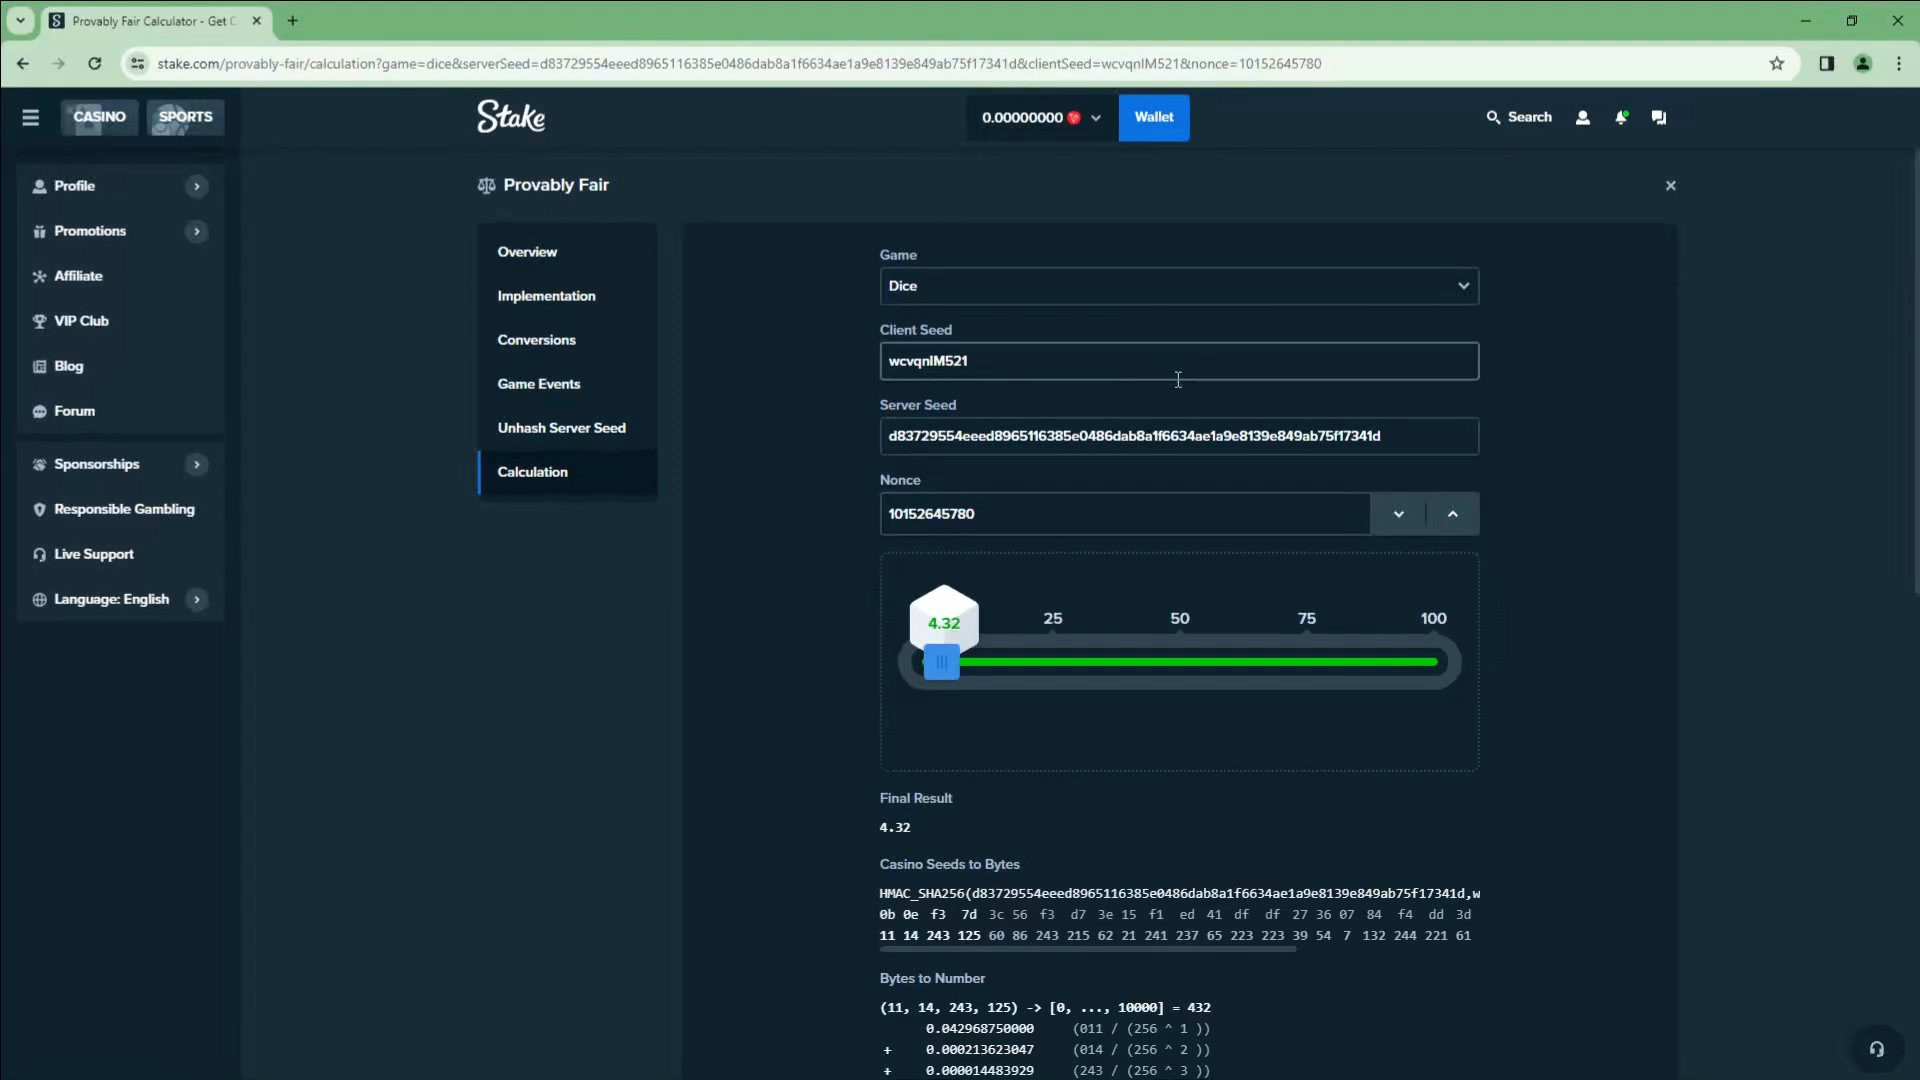 Provably Fair Calculator - Get C
stake.com/provably-fair/calculation?game=dice&serverSeed=d83729554eeed8965116385e0486dab8a1f6634ae1a9e8139e849ab75f17341d&clientSeed=wcvqnlM521&nonce=10152645780
CASINO
SPORTS
Stake
0.00000000
Wallet
Search
Profile
Promotions
Affiliate
VIP Club
Blog
Forum
Sponsorships
Responsible Gambling
Live Support
Language: English
Provably Fair
Overview
Implementation
Conversions
Game Events
Unhash Server Seed
Calculation
Game
Dice
Client Seed
wcvqnlM521
Server Seed
d83729554eeed8965116385e0486dab8a1f6634ae1a9e8139e849ab75f17341d
Nonce
10152645780
4.32
25 50 75 100
Final Result
4.32
Casino Seeds to Bytes
HMAC_SHA256(d83729554eeed8965116385e0486dab8a1f6634ae1a9e8139e849ab75f17341d,w
0b 0e f3 7d 3c 56 f3 d7 3e 15 f1 ed 41 df df 27 36 07 84 f4 dd 3d
11 14 243 125 60 86 243 215 62 21 241 237 65 223 223 39 54 7 132 244 221 61
Bytes to Number
(11, 14, 243, 125) -> [0, ..., 10000] = 432
0.042968750000 (011 / (256 ^ 1 ))
+ 0.000213623047 (014 / (256 ^ 2 ))
+ 0.000014483929 (243 / (256 ^ 3 ))